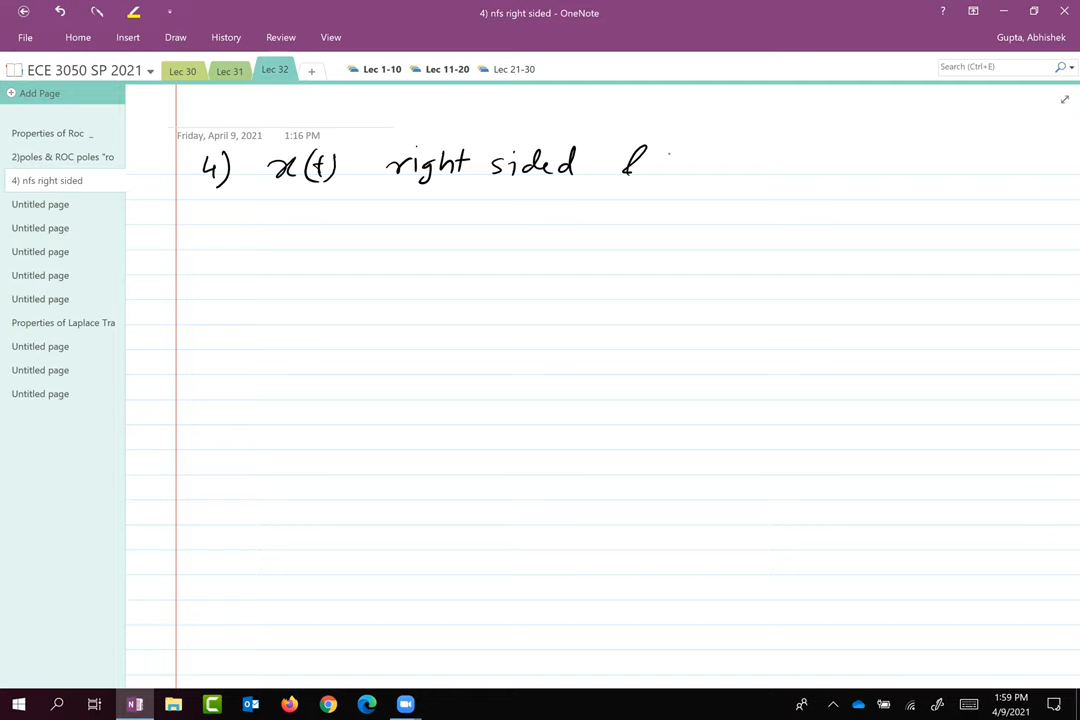 4) nfs right sided - OneNote
File Home Insert Draw History Review View
Gupta, Abhishek
ECE 3050 SP 2021 Lec 30 Lec 31 Lec 32 + Lec 1-10 Lec 11-20 Lec 21-30
Search (Ctrl+E)
Add Page
Properties of Roc _
2)poles & ROC poles "ro
4) nfs right sided
Untitled page
Untitled page
Untitled page
Untitled page
Untitled page
Properties of Laplace Tra
Untitled page
Untitled page
Untitled page
Friday, April 9, 2021 1:16 PM
4) x(t) right sided &
1:59 PM
4/9/2021